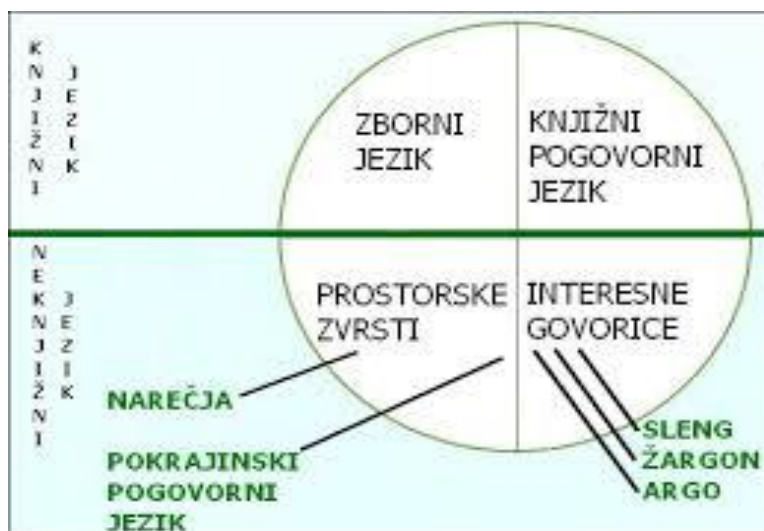 KNJIŽNI
JEZIK
ZBORNI
JEZIK
KNJIŽNI
POGOVORNI
JEZIK
NEKNJIŽNI
JEZIK
PROSTORSKE
ZVRSTI
INTERESNE
GOVORICE
NAREČJA
POKRAJINSKI
POGOVORNI
JEZIK
SLENG
ŽARGON
ARGO